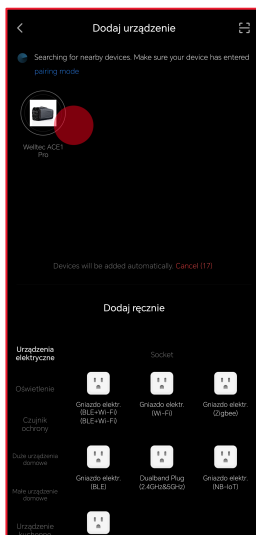 Dodaj urządzenie
Searching for nearby devices. Make sure your device has entered
pairing mode
Welltec ACE1
Pro
Devices will be added automatically. Cancel (17)
Dodaj ręcznie
Urządzenia
elektryczne
Socket
Oświetlenie
Gniazdo elektr.
(BLE+Wi-Fi)
(BLE+Wi-Fi)
Gniazdo elektr.
(Wi-Fi)
Gniazdo elektr.
(Zigbee)
Czujnik
ochrony
Duże urządzenie
domowe
Gniazdo elektr.
(BLE)
Dualband Plug
(2.4GHz&5GHz)
Gniazdo elektr.
(NB-IoT)
Małe urządzenie
domowe
Urządzenie
kuchenne